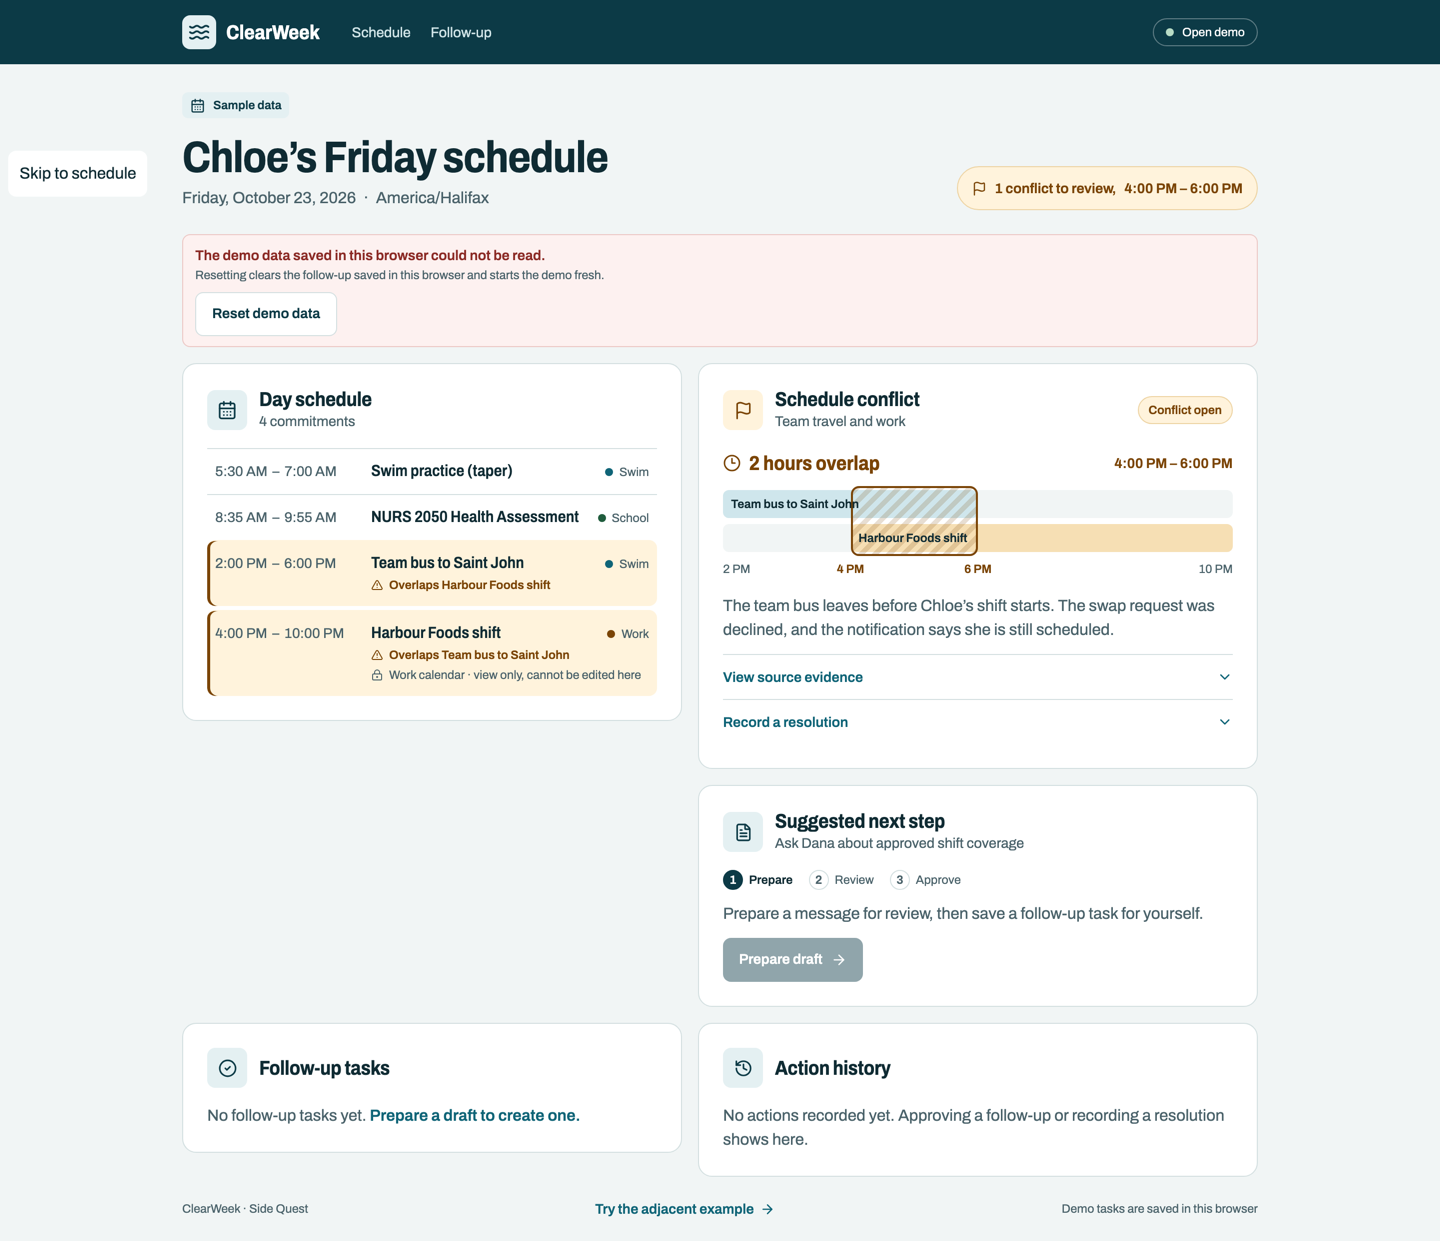 ClearWeek
Schedule
Follow-up
Open demo
Sample data
Chloe’s Friday schedule
Skip to schedule
Friday, October 23, 2026 · America/Halifax
1 conflict to review, 4:00 PM – 6:00 PM
The demo data saved in this browser could not be read.
Resetting clears the follow-up saved in this browser and starts the demo fresh.
Reset demo data
Day schedule
4 commitments
5:30 AM – 7:00 AM Swim practice (taper) Swim
8:35 AM – 9:55 AM NURS 2050 Health Assessment School
2:00 PM – 6:00 PM Team bus to Saint John Swim
Overlaps Harbour Foods shift
4:00 PM – 10:00 PM Harbour Foods shift Work
Overlaps Team bus to Saint John
Work calendar · view only, cannot be edited here
Schedule conflict
Team travel and work
Conflict open
2 hours overlap
4:00 PM – 6:00 PM
Team bus to Saint John
Harbour Foods shift
2 PM 4 PM 6 PM 10 PM
The team bus leaves before Chloe’s shift starts. The swap request was
declined, and the notification says she is still scheduled.
View source evidence
Record a resolution
Suggested next step
Ask Dana about approved shift coverage
1 Prepare 2 Review 3 Approve
Prepare a message for review, then save a follow-up task for yourself.
Prepare draft
Follow-up tasks
No follow-up tasks yet. Prepare a draft to create one.
Action history
No actions recorded yet. Approving a follow-up or recording a resolution
shows here.
ClearWeek · Side Quest
Try the adjacent example
Demo tasks are saved in this browser